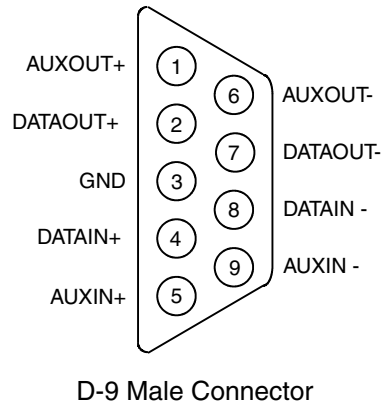 AUXOUT+
1
6
AUXOUT-
DATAOUT+
2
7
DATAOUT-
GND
3
8
DATAIN -
DATAIN+
4
9
AUXIN -
AUXIN+
5
D-9 Male Connector